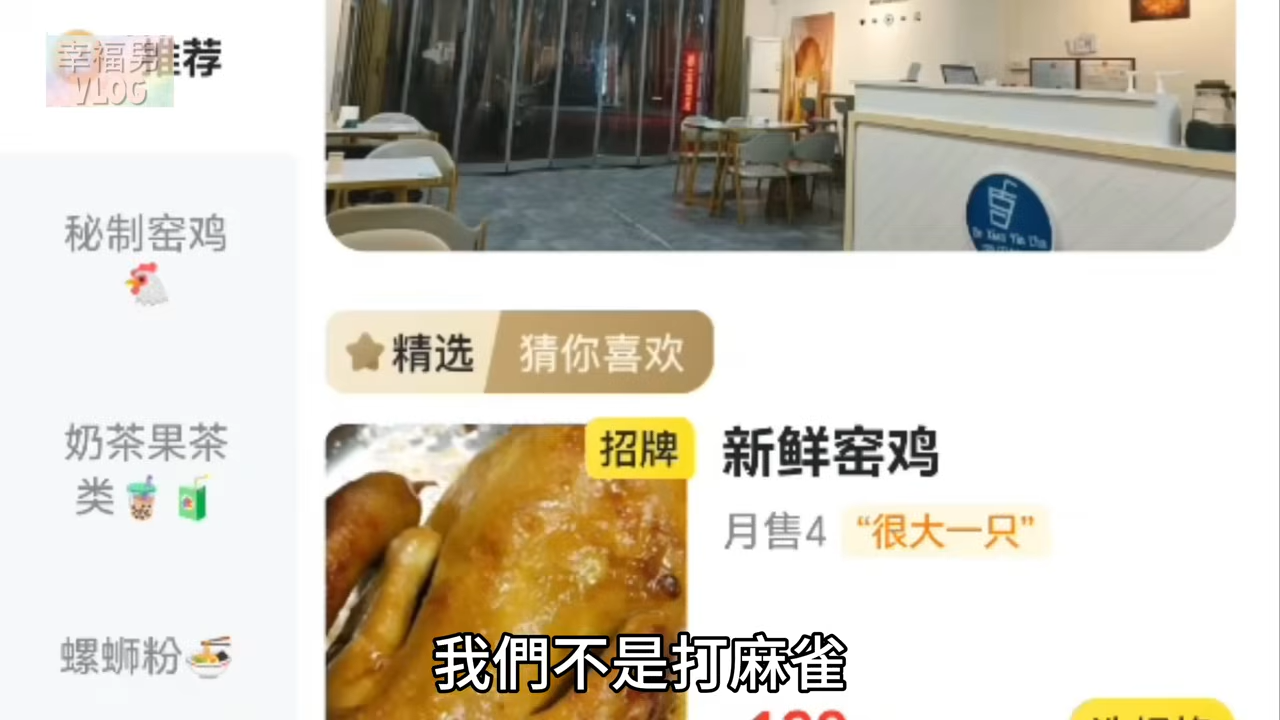 幸福男
VLOG
推荐
秘制窑鸡
奶茶果茶
类
螺蛳粉
精选 猜你喜欢
招牌
新鲜窑鸡
月售4 “很大一只”
我們不是打麻雀